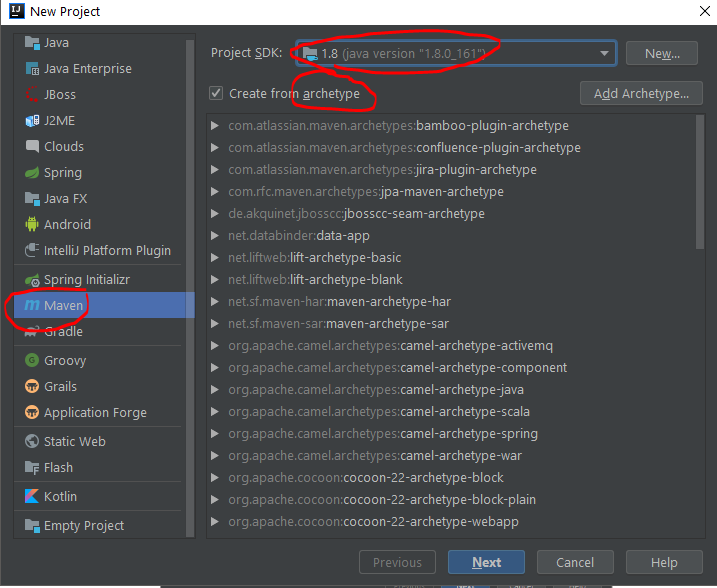 New Project
Java
Java Enterprise
JBoss
J2ME
Clouds
Spring
Java FX
Android
IntelliJ Platform Plugin
Spring Initializr
Maven
Gradle
Groovy
Grails
Application Forge
Static Web
Flash
Kotlin
Empty Project
Project SDK: 1.8 (java version "1.8.0_161") New...
Create from archetype Add Archetype...
com.atlassian.maven.archetypes:bamboo-plugin-archetype
com.atlassian.maven.archetypes:confluence-plugin-archetype
com.atlassian.maven.archetypes:jira-plugin-archetype
com.rfc.maven.archetypes:jpa-maven-archetype
de.akquinet.jbosscc:jbosscc-seam-archetype
net.databinder:data-app
net.liftweb:lift-archetype-basic
net.liftweb:lift-archetype-blank
net.sf.maven-har:maven-archetype-har
net.sf.maven-sar:maven-archetype-sar
org.apache.camel.archetypes:camel-archetype-activemq
org.apache.camel.archetypes:camel-archetype-component
org.apache.camel.archetypes:camel-archetype-java
org.apache.camel.archetypes:camel-archetype-scala
org.apache.camel.archetypes:camel-archetype-spring
org.apache.camel.archetypes:camel-archetype-war
org.apache.cocoon:cocoon-22-archetype-block
org.apache.cocoon:cocoon-22-archetype-block-plain
org.apache.cocoon:cocoon-22-archetype-webapp
Previous Next Cancel Help